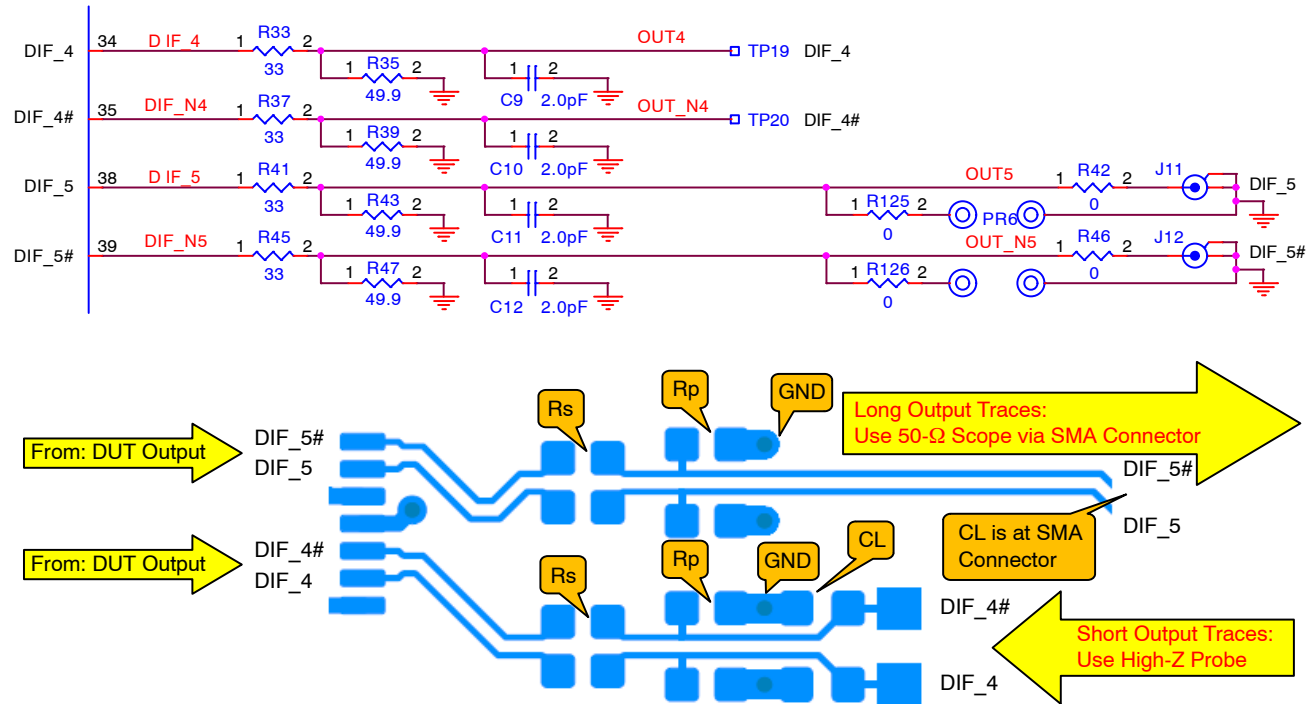 DIF_4 34 D IF_4 1 R33 2 OUT4 TP19 DIF_4
33 1 R35 2 1 2
49.9 C9 2.0pF
DIF_4# 35 DIF_N4 1 R37 2 OUT_N4 TP20 DIF_4#
33 1 R39 2 1 2
49.9 C10 2.0pF
DIF_5 38 D IF_5 1 R41 2 OUT5 1 R42 2 J11 DIF_5
33 1 R43 2 1 2 1 R125 2 PR6 0
49.9 C11 2.0pF 0
DIF_5# 39 DIF_N5 1 R45 2 OUT_N5 1 R46 2 J12 DIF_5#
33 1 R47 2 1 2 1 R126 2 0
49.9 C12 2.0pF 0
From: DUT Output
DIF_5#
DIF_5
Rs
Rp
GND
Long Output Traces:
Use 50-Ω Scope via SMA Connector
DIF_5#
DIF_5
CL is at SMA
Connector
From: DUT Output
DIF_4#
DIF_4
Rs
Rp
GND
CL
DIF_4#
DIF_4
Short Output Traces:
Use High-Z Probe